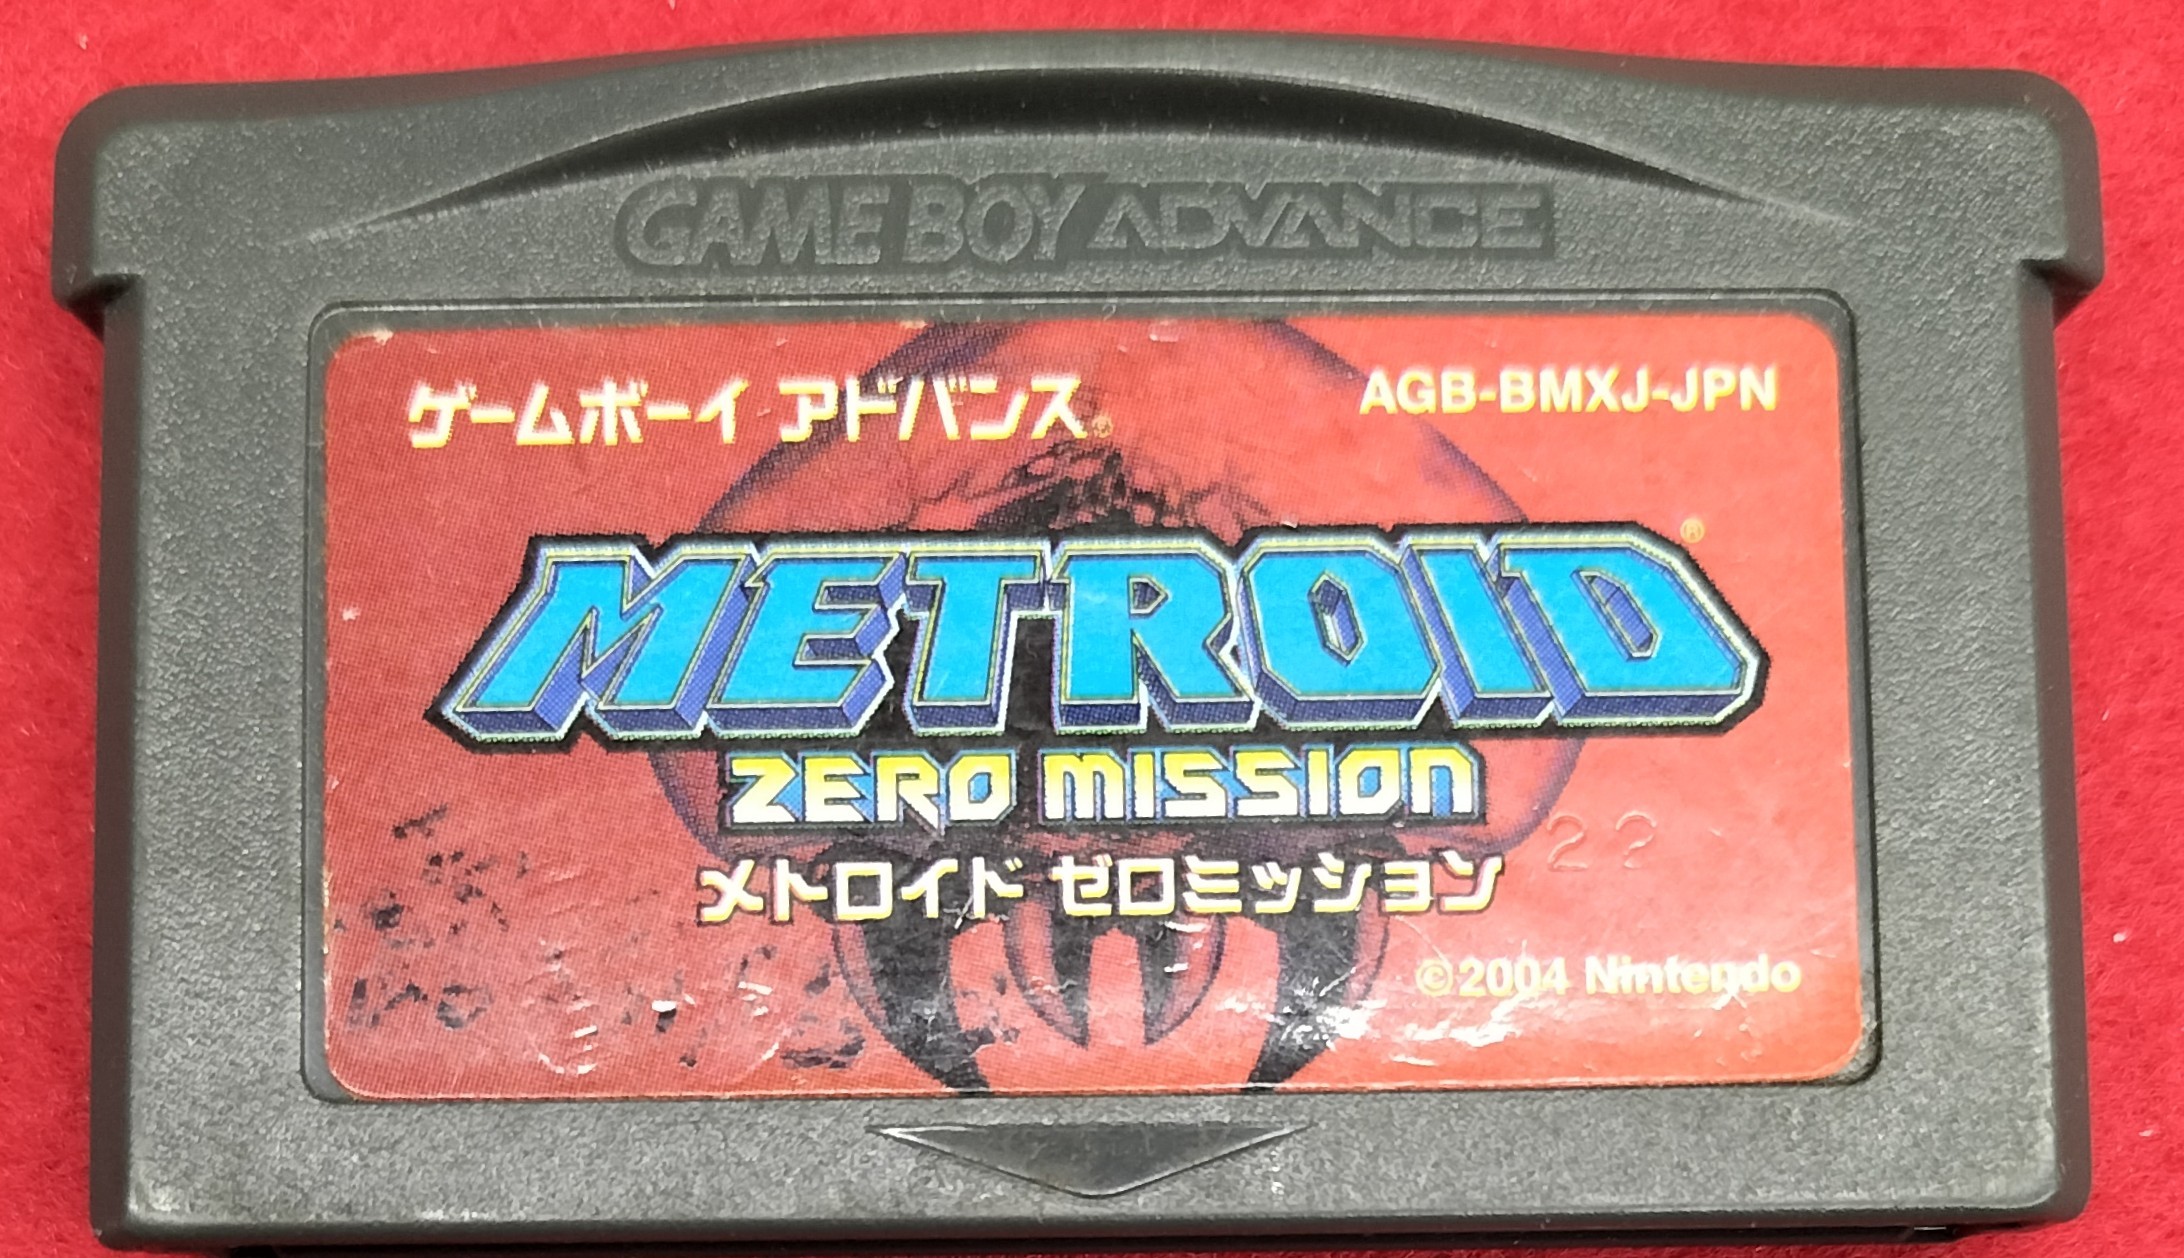 GAME BOY ADVANCE
ゲームボーイ アドバンス®
AGB-BMXJ-JPN
METROID®
ZERO MISSION
メトロイド ゼロミッション
22
©2004 Nintendo